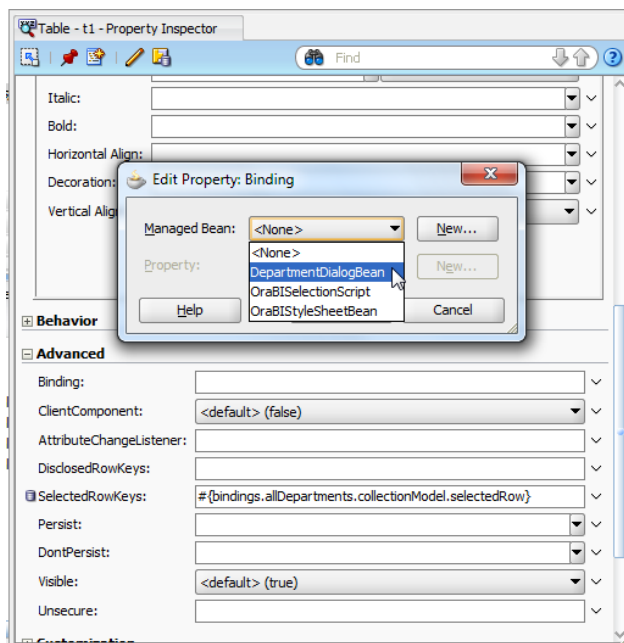 Table - t1 - Property Inspector
Find
Italic:
Bold:
Horizontal Align:
Decoration:
Vertical Alig
Edit Property: Binding
Managed Bean: <None> New...
Property: New...
<None>
DepartmentDialogBean
OraBISelectionScript
OraBIStyleSheetBean
Help Cancel
Behavior
Advanced
Binding:
ClientComponent: <default> (false)
AttributeChangeListener:
DisclosedRowKeys:
SelectedRowKeys: #{bindings.allDepartments.collectionModel.selectedRow}
Persist:
DontPersist:
Visible: <default> (true)
Unsecure:
Customization